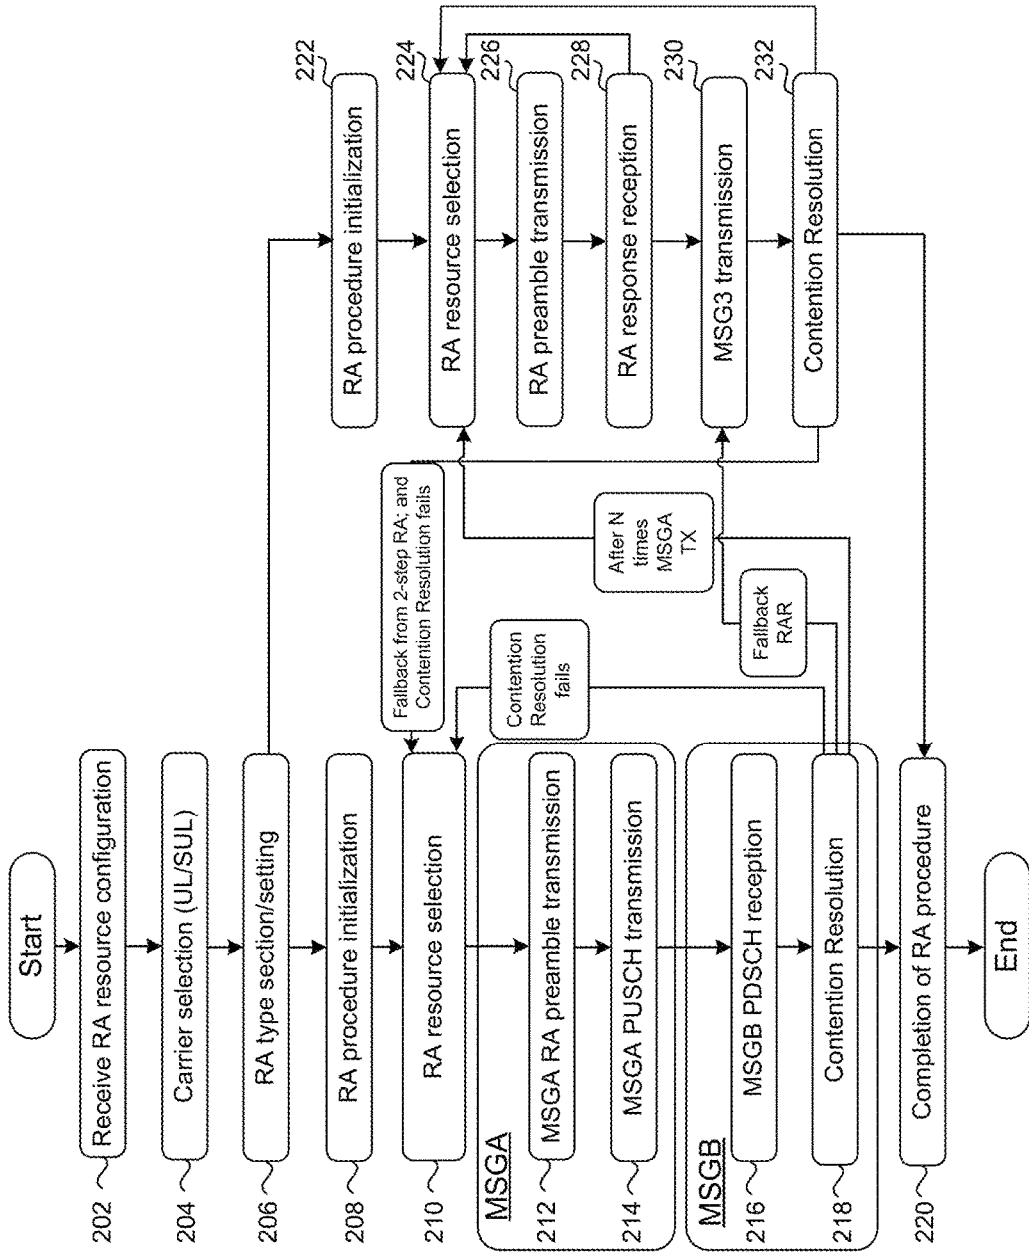 Start
202
Receive RA resource configuration
204
Carrier selection (UL/SUL)
206
RA type section/setting
208
RA procedure initialization
210
RA resource selection
MSGA
212
MSGA RA preamble transmission
214
MSGA PUSCH transmission
MSGB
216
MSGB PDSCH reception
218
Contention Resolution
220
Completion of RA procedure
End
Fallback from 2-step RA; and
Contention Resolution fails
Contention
Resolution
fails
After N
times
MSGA
TX
Fallback
RAR
222
RA procedure initialization
224
RA resource selection
226
RA preamble transmission
228
RA response reception
230
MSG3 transmission
232
Contention Resolution